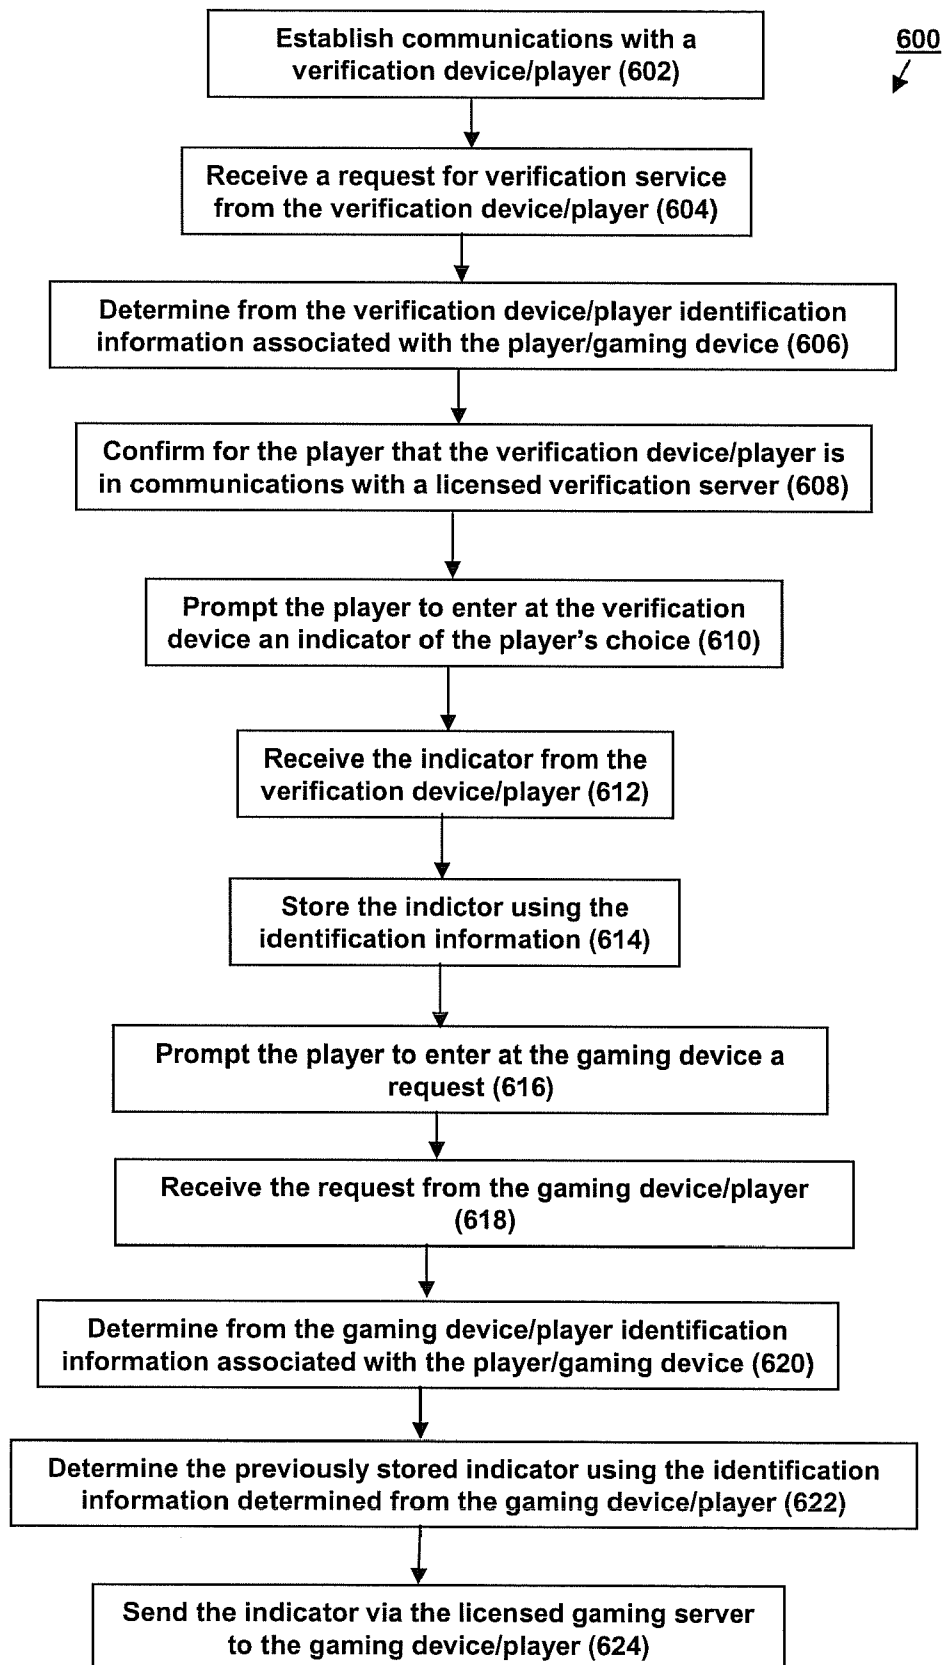 Establish communications with a
verification device/player (602)
600
Receive a request for verification service
from the verification device/player (604)
Determine from the verification device/player identification
information associated with the player/gaming device (606)
Confirm for the player that the verification device/player is
in communications with a licensed verification server (608)
Prompt the player to enter at the verification
device an indicator of the player's choice (610)
Receive the indicator from the
verification device/player (612)
Store the indictor using the
identification information (614)
Prompt the player to enter at the gaming device a
request (616)
Receive the request from the gaming device/player
(618)
Determine from the gaming device/player identification
information associated with the player/gaming device (620)
Determine the previously stored indicator using the identification
information determined from the gaming device/player (622)
Send the indicator via the licensed gaming server
to the gaming device/player (624)